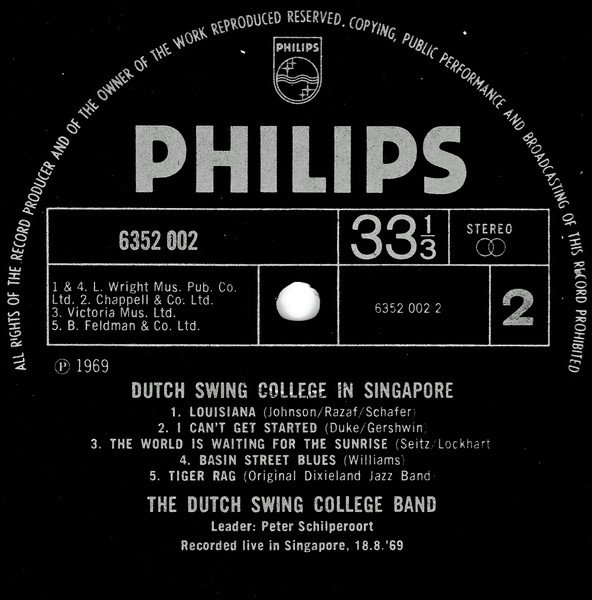 ALL RIGHTS OF THE RECORD PRODUCER AND OF THE OWNER OF THE WORK REPRODUCED RESERVED. COPYING, PUBLIC PERFORMANCE AND BROADCASTING OF THIS RECORD PROHIBITED
PHILIPS
PHILIPS
6352 002
33 1/3
STEREO
1 & 4. L. Wright Mus. Pub. Co.
Ltd. 2. Chappell & Co. Ltd.
3. Victoria Mus. Ltd.
5. B. Feldman & Co. Ltd.
6352 002 2
2
℗ 1969
DUTCH SWING COLLEGE IN SINGAPORE
1. LOUISIANA (Johnson/Razaf/Schafer)
2. I CAN'T GET STARTED (Duke/Gershwin)
3. THE WORLD IS WAITING FOR THE SUNRISE (Seitz/Lockhart
4. BASIN STREET BLUES (Williams)
5. TIGER RAG (Original Dixieland Jazz Band)
THE DUTCH SWING COLLEGE BAND
Leader: Peter Schilperoort
Recorded live in Singapore, 18.8.'69